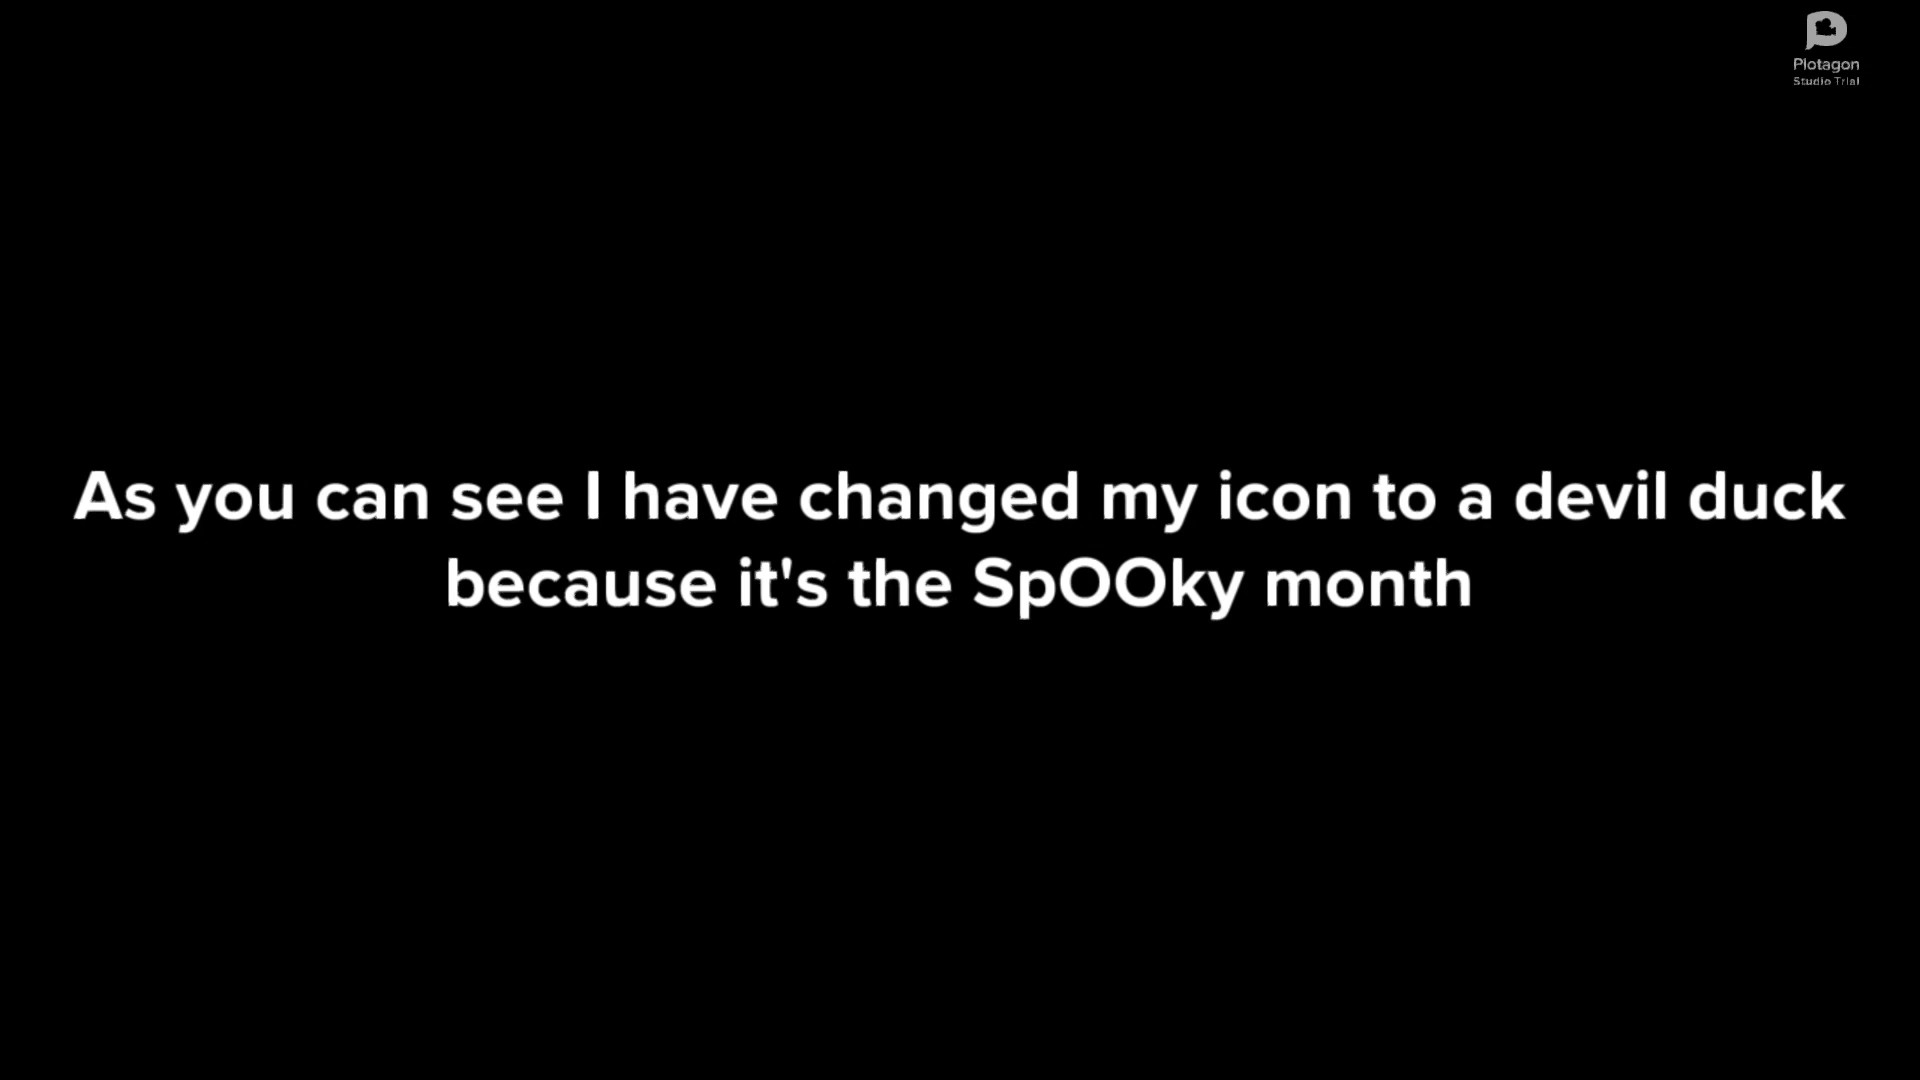 Plotagon
Studio Trial
As you can see I have changed my icon to a devil duck
because it's the SpOOky month